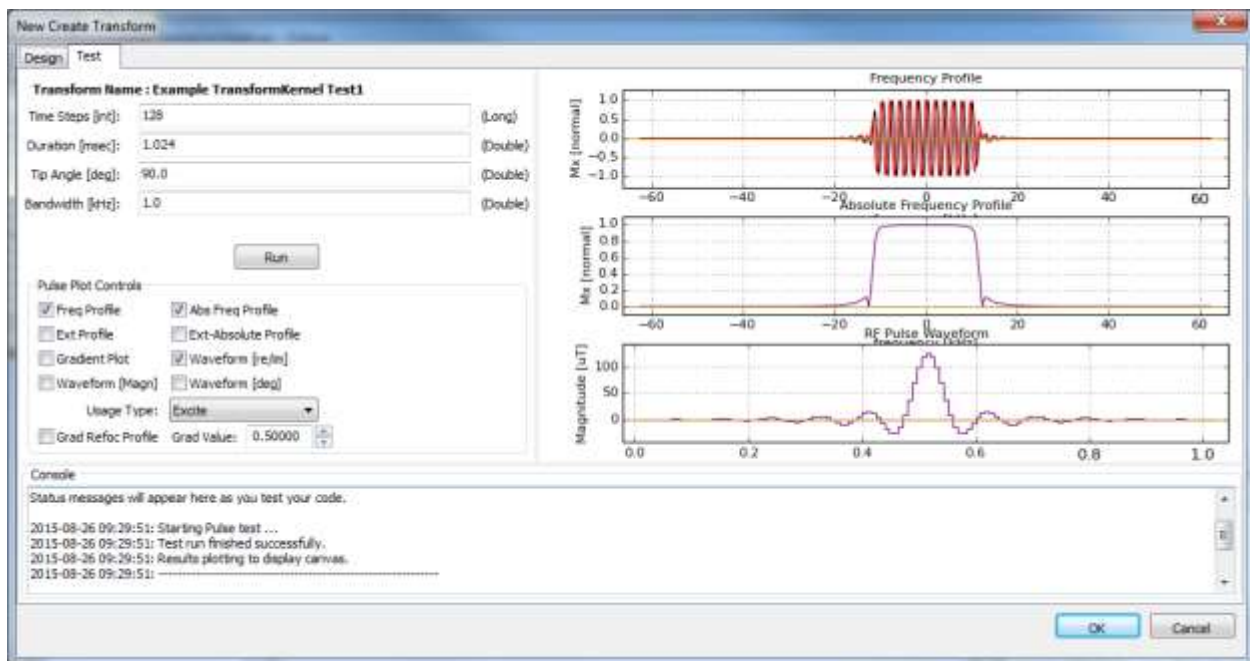 New Create Transform
Design Test
Transform Name : Example TransformKernel Test1
Time Steps [int]: 128 (Long)
Duration [msec]: 1.024 (Double)
Tip Angle [deg]: 90.0 (Double)
Bandwidth [kHz]: 1.0 (Double)
Run
Pulse Plot Controls
Freq Profile Abs Freq Profile
Ext Profile Ext-Absolute Profile
Gradient Plot Waveform [re/im]
Waveform [Magn] Waveform [deg]
Usage Type: Excite
Grad Refoc Profile Grad Value: 0.50000
Frequency Profile
Mx [normal]
1.0
0.5
0.0
−0.5
−1.0
−60 −40 −20 0 20 40 60
Absolute Frequency Profile
Mx [normal]
1.0
0.8
0.6
0.4
0.2
0.0
−60 −40 −20 0 20 40 60
RF Pulse Waveform
frequency [kHz]
Magnitude [uT]
100
50
0
0.0 0.2 0.4 0.6 0.8 1.0
Console
Status messages will appear here as you test your code.
2015-08-26 09:29:51: Starting Pulse test ...
2015-08-26 09:29:51: Test run finished successfully.
2015-08-26 09:29:51: Results plotting to display canvas.
2015-08-26 09:29:51: ------------------------------------------------------------
OK Cancel